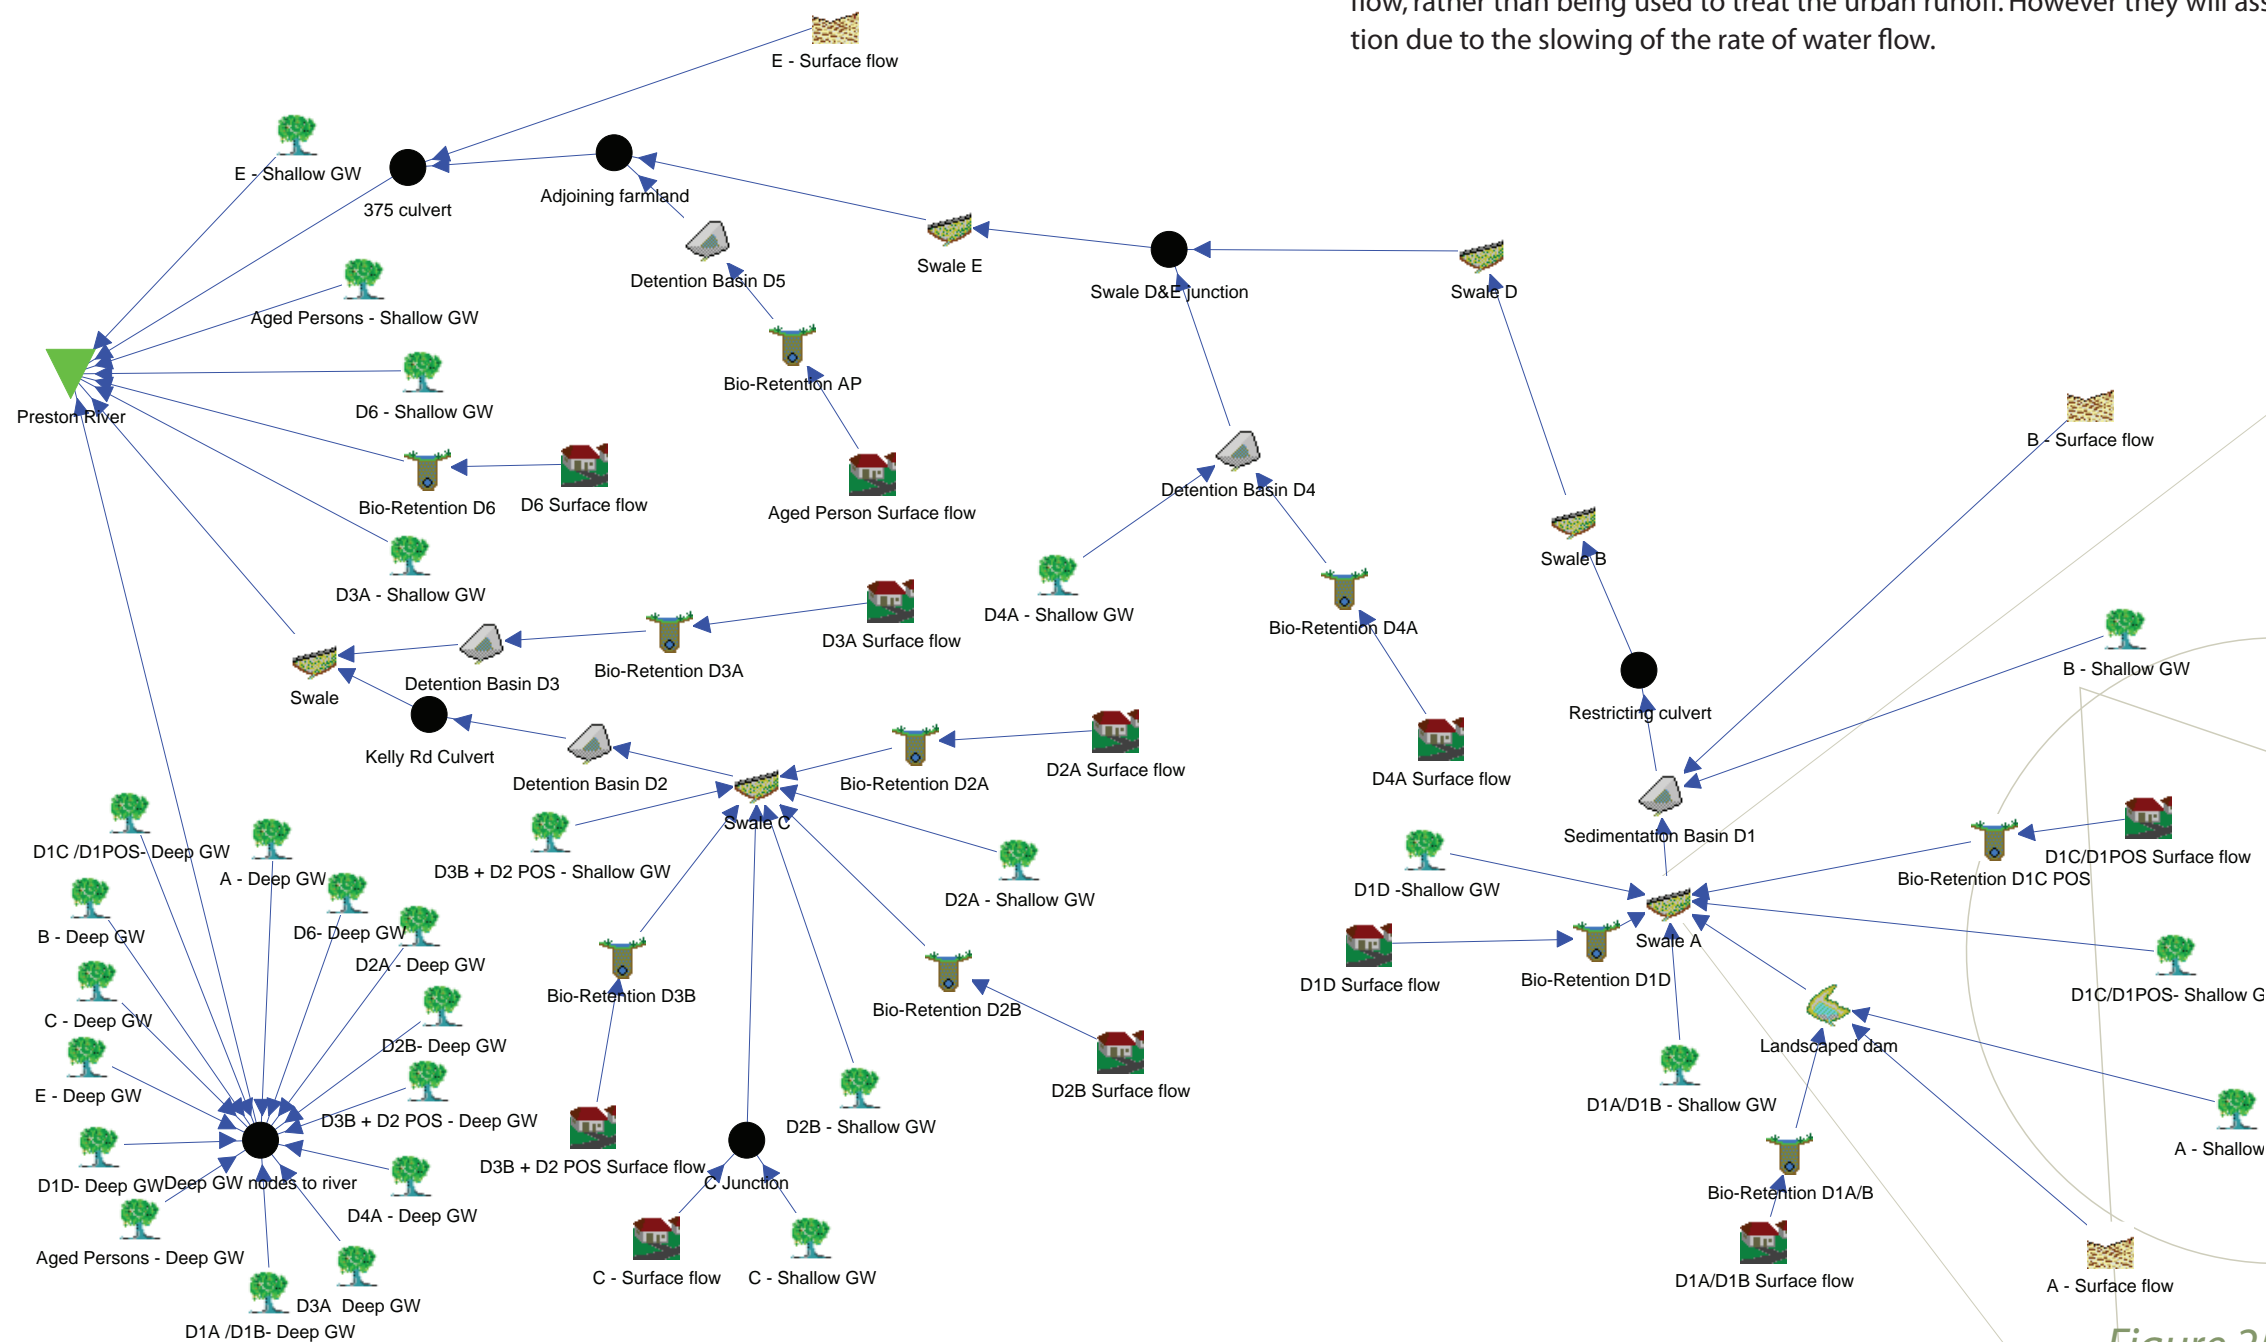 flow, rather than being used to treat the urban runoff. However they will
tion due to the slowing of the rate of water flow.
E - Surface flow
E - Shallow GW
375 culvert
Adjoining farmland
Swale E
Swale D&E junction
Swale D
Detention Basin D5
Aged Persons - Shallow GW
Bio-Retention AP
Preston River
D6 - Shallow GW
B - Surface flow
Bio-Retention D6
D6 Surface flow
Aged Person Surface flow
Detention Basin D4
Swale B
D3A - Shallow GW
D3A Surface flow
D4A - Shallow GW
Bio-Retention D4A
B - Shallow GW
Swale
Detention Basin D3
Bio-Retention D3A
Restricting culvert
Kelly Rd Culvert
Detention Basin D2
Bio-Retention D2A
D2A Surface flow
D4A Surface flow
Swale C
Sedimentation Basin D1
D1C /D1POS- Deep GW
A - Deep GW
D3B + D2 POS - Shallow GW
D2A - Shallow GW
D1D -Shallow GW
Bio-Retention D1C POS
D1C/D1POS Surface flow
B - Deep GW
D6- Deep GW
D2A - Deep GW
Swale A
C - Deep GW
D2B- Deep GW
Bio-Retention D3B
Bio-Retention D2B
D1D Surface flow
Bio-Retention D1D
D1C/D1POS- Shallow
Landscaped dam
E - Deep GW
D3B + D2 POS - Deep GW
D2B Surface flow
D1A/D1B - Shallow GW
D2B - Shallow GW
A - Shallow
D1D- Deep GW
Deep GW nodes to river
D3B + D2 POS Surface flow
C Junction
D4A - Deep GW
Bio-Retention D1A/B
Aged Persons - Deep GW
C - Surface flow
C - Shallow GW
D1A/D1B Surface flow
A - Surface flow
D3A Deep GW
D1A /D1B- Deep GW
Figure